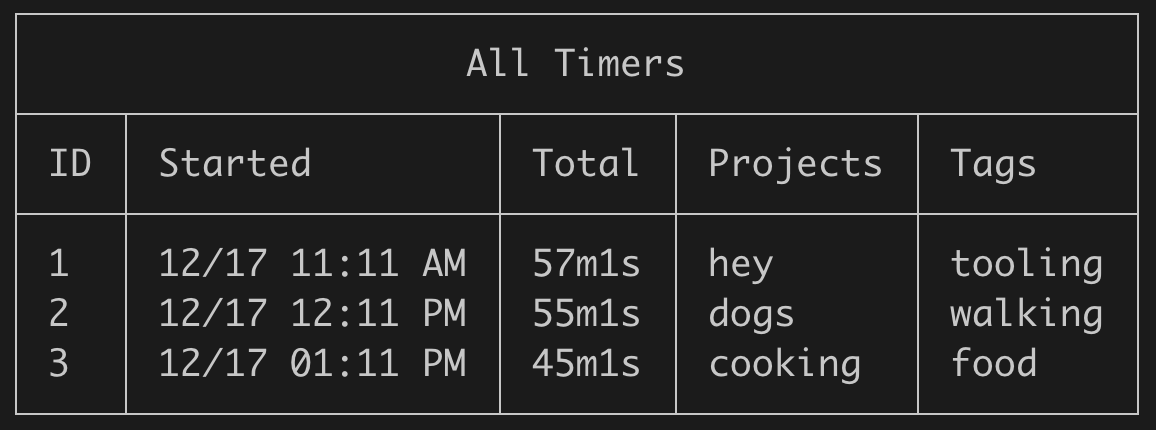 All Timers
ID Started Total Projects Tags
1 12/17 11:11 AM 57m1s hey tooling
2 12/17 12:11 PM 55m1s dogs walking
3 12/17 01:11 PM 45m1s cooking food